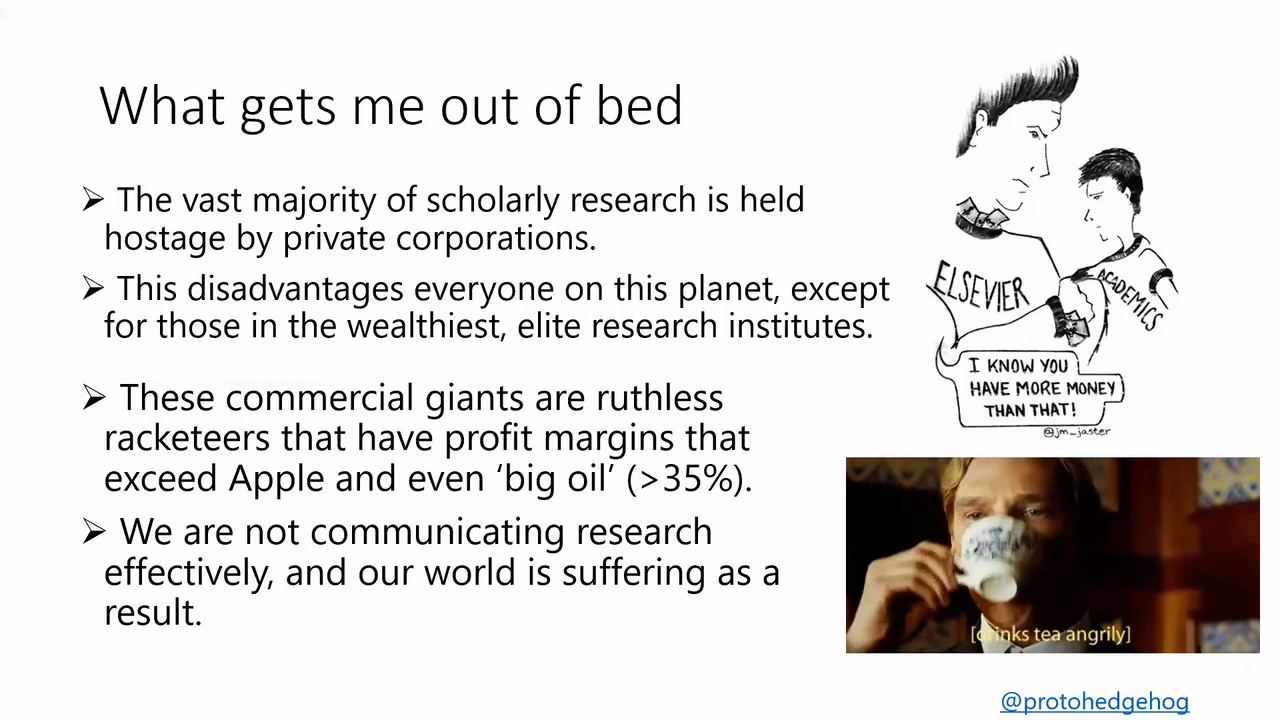 What gets me out of bed
➢ The vast majority of scholarly research is held
hostage by private corporations.
➢ This disadvantages everyone on this planet, except
for those in the wealthiest, elite research institutes.
➢ These commercial giants are ruthless
racketeers that have profit margins that
exceed Apple and even ‘big oil’ (>35%).
➢ We are not communicating research
effectively, and our world is suffering as a
result.
ELSEVIER
ACADEMICS
I KNOW YOU
HAVE MORE MONEY
THAN THAT!
@jm_jaster
[drinks tea angrily]
@protohedgehog